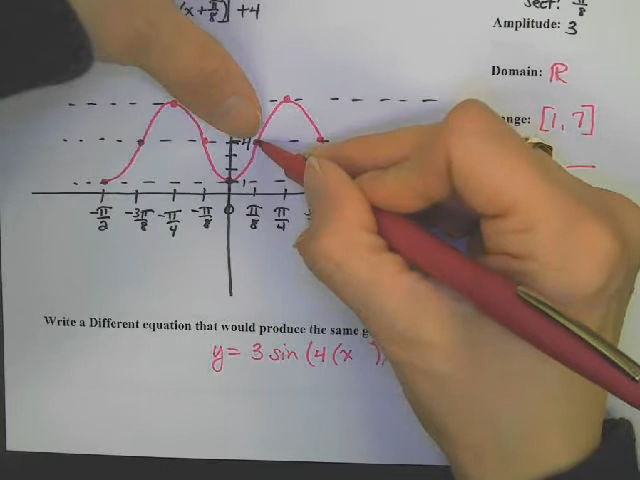 x + π/8)] + 4
sect: π/8
Amplitude: 3
Domain: ℝ
nge: [1, 7]
4
1
-π/2 -3π/8 -π/4 -π/8 0 π/8 π/4
Write a Different equation that would produce the same g
y = 3 sin (4(x )